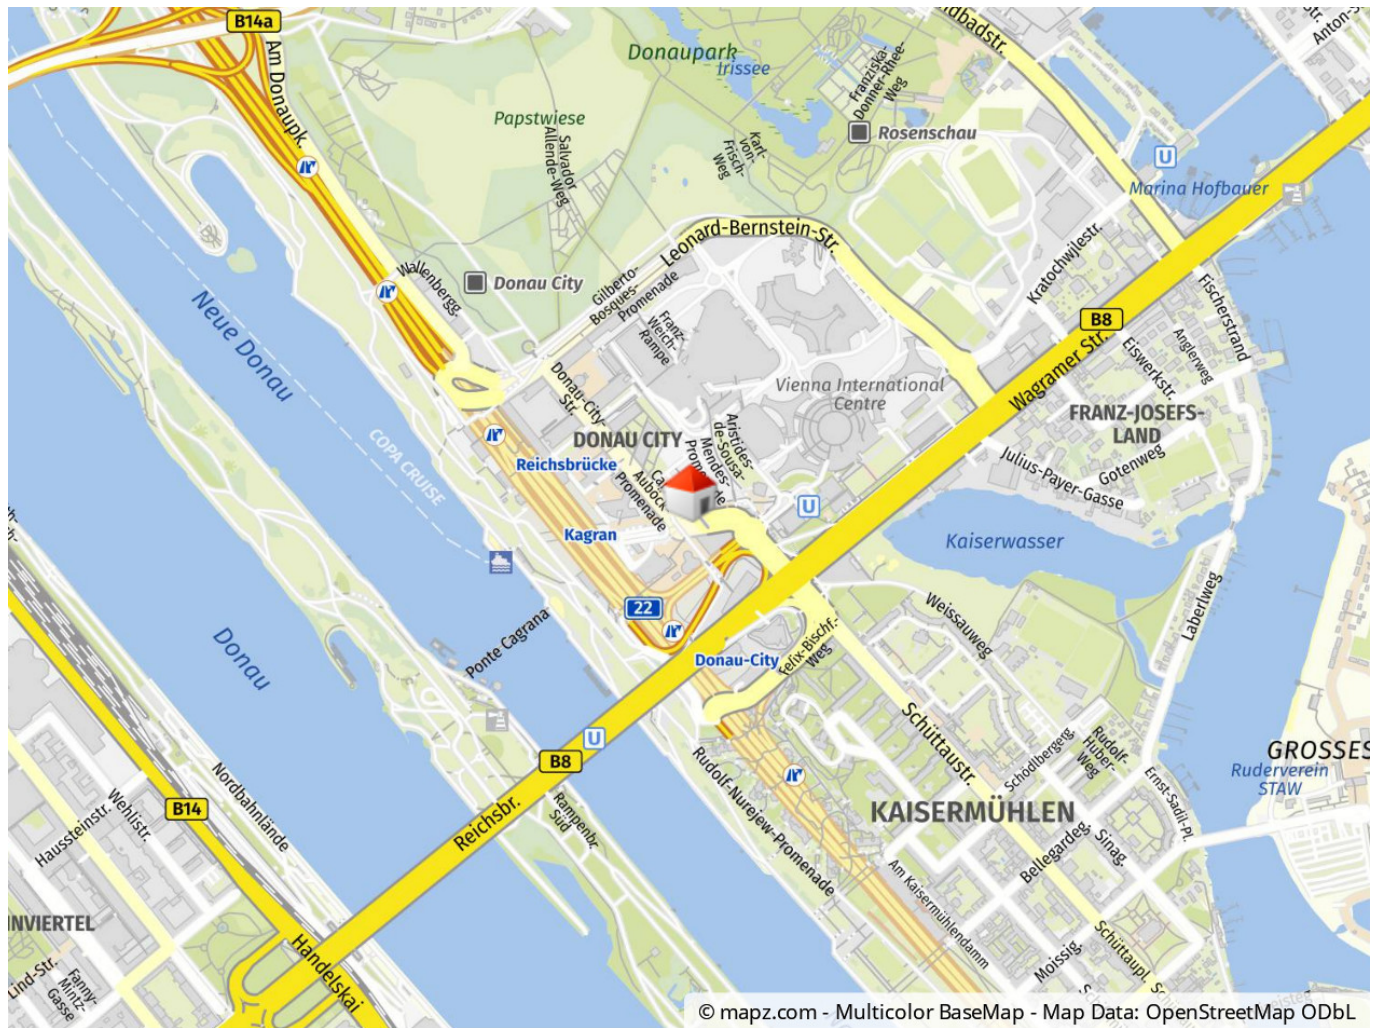 B14a
Am Donaupk.
Donaupark
Irissee
Franziska-
Donner-Rhee-
Weg
Papstwiese
Salvador
Allende-Weg
Karl-
von-
Frisch-
Weg
Rosenschau
Marina Hofbauer
Leonard-Bernstein-Str.
Kratochwjlestr.
Wallenbergg.
Donau City
Gilberto-
Bosques-
Promenade
Franz-
Weich-
Rampe
Neue Donau
B8
Fischerstrand
Anglerweg
Eiswerkstr.
Wagramer Str.
Vienna International
Centre
FRANZ-JOSEFS-
LAND
Donau-City-
Str.
DONAU CITY
Aristides-
de-Sousa-
Mendes-
Reichsbrücke
Gotenweg
Julius-Payer-Gasse
COPA CRUISE
Auböck
Promenade
Kagran
Kaiserwasser
22
Weissauweg
Laberlweg
Ponte Cagrana
Donau
Donau-City
Felix-Bischf.-
Weg
Schüttaustr.
Schödlbergerg.
Rudolf-
Huber-
Weg
GROSSES
Ruderverein
STAW
B8
Nordbahnlände
B14
Wehlistr.
Haussteinstr.
Reichsbr.
Rampenbr.
Süd
Rudolf-Nurejew-Promenade
KAISERMÜHLEN
Ernst-Sadil-Pl.
Sinag.
Bellegardeg.
Am Kaisermühlendamm
INVIERTEL
Handelskai
Lind-Str.
Fanny-
Mintz-
Gasse
Moissig.
Schüttaupl.
© mapz.com - Multicolor BaseMap - Map Data: OpenStreetMap ODbL